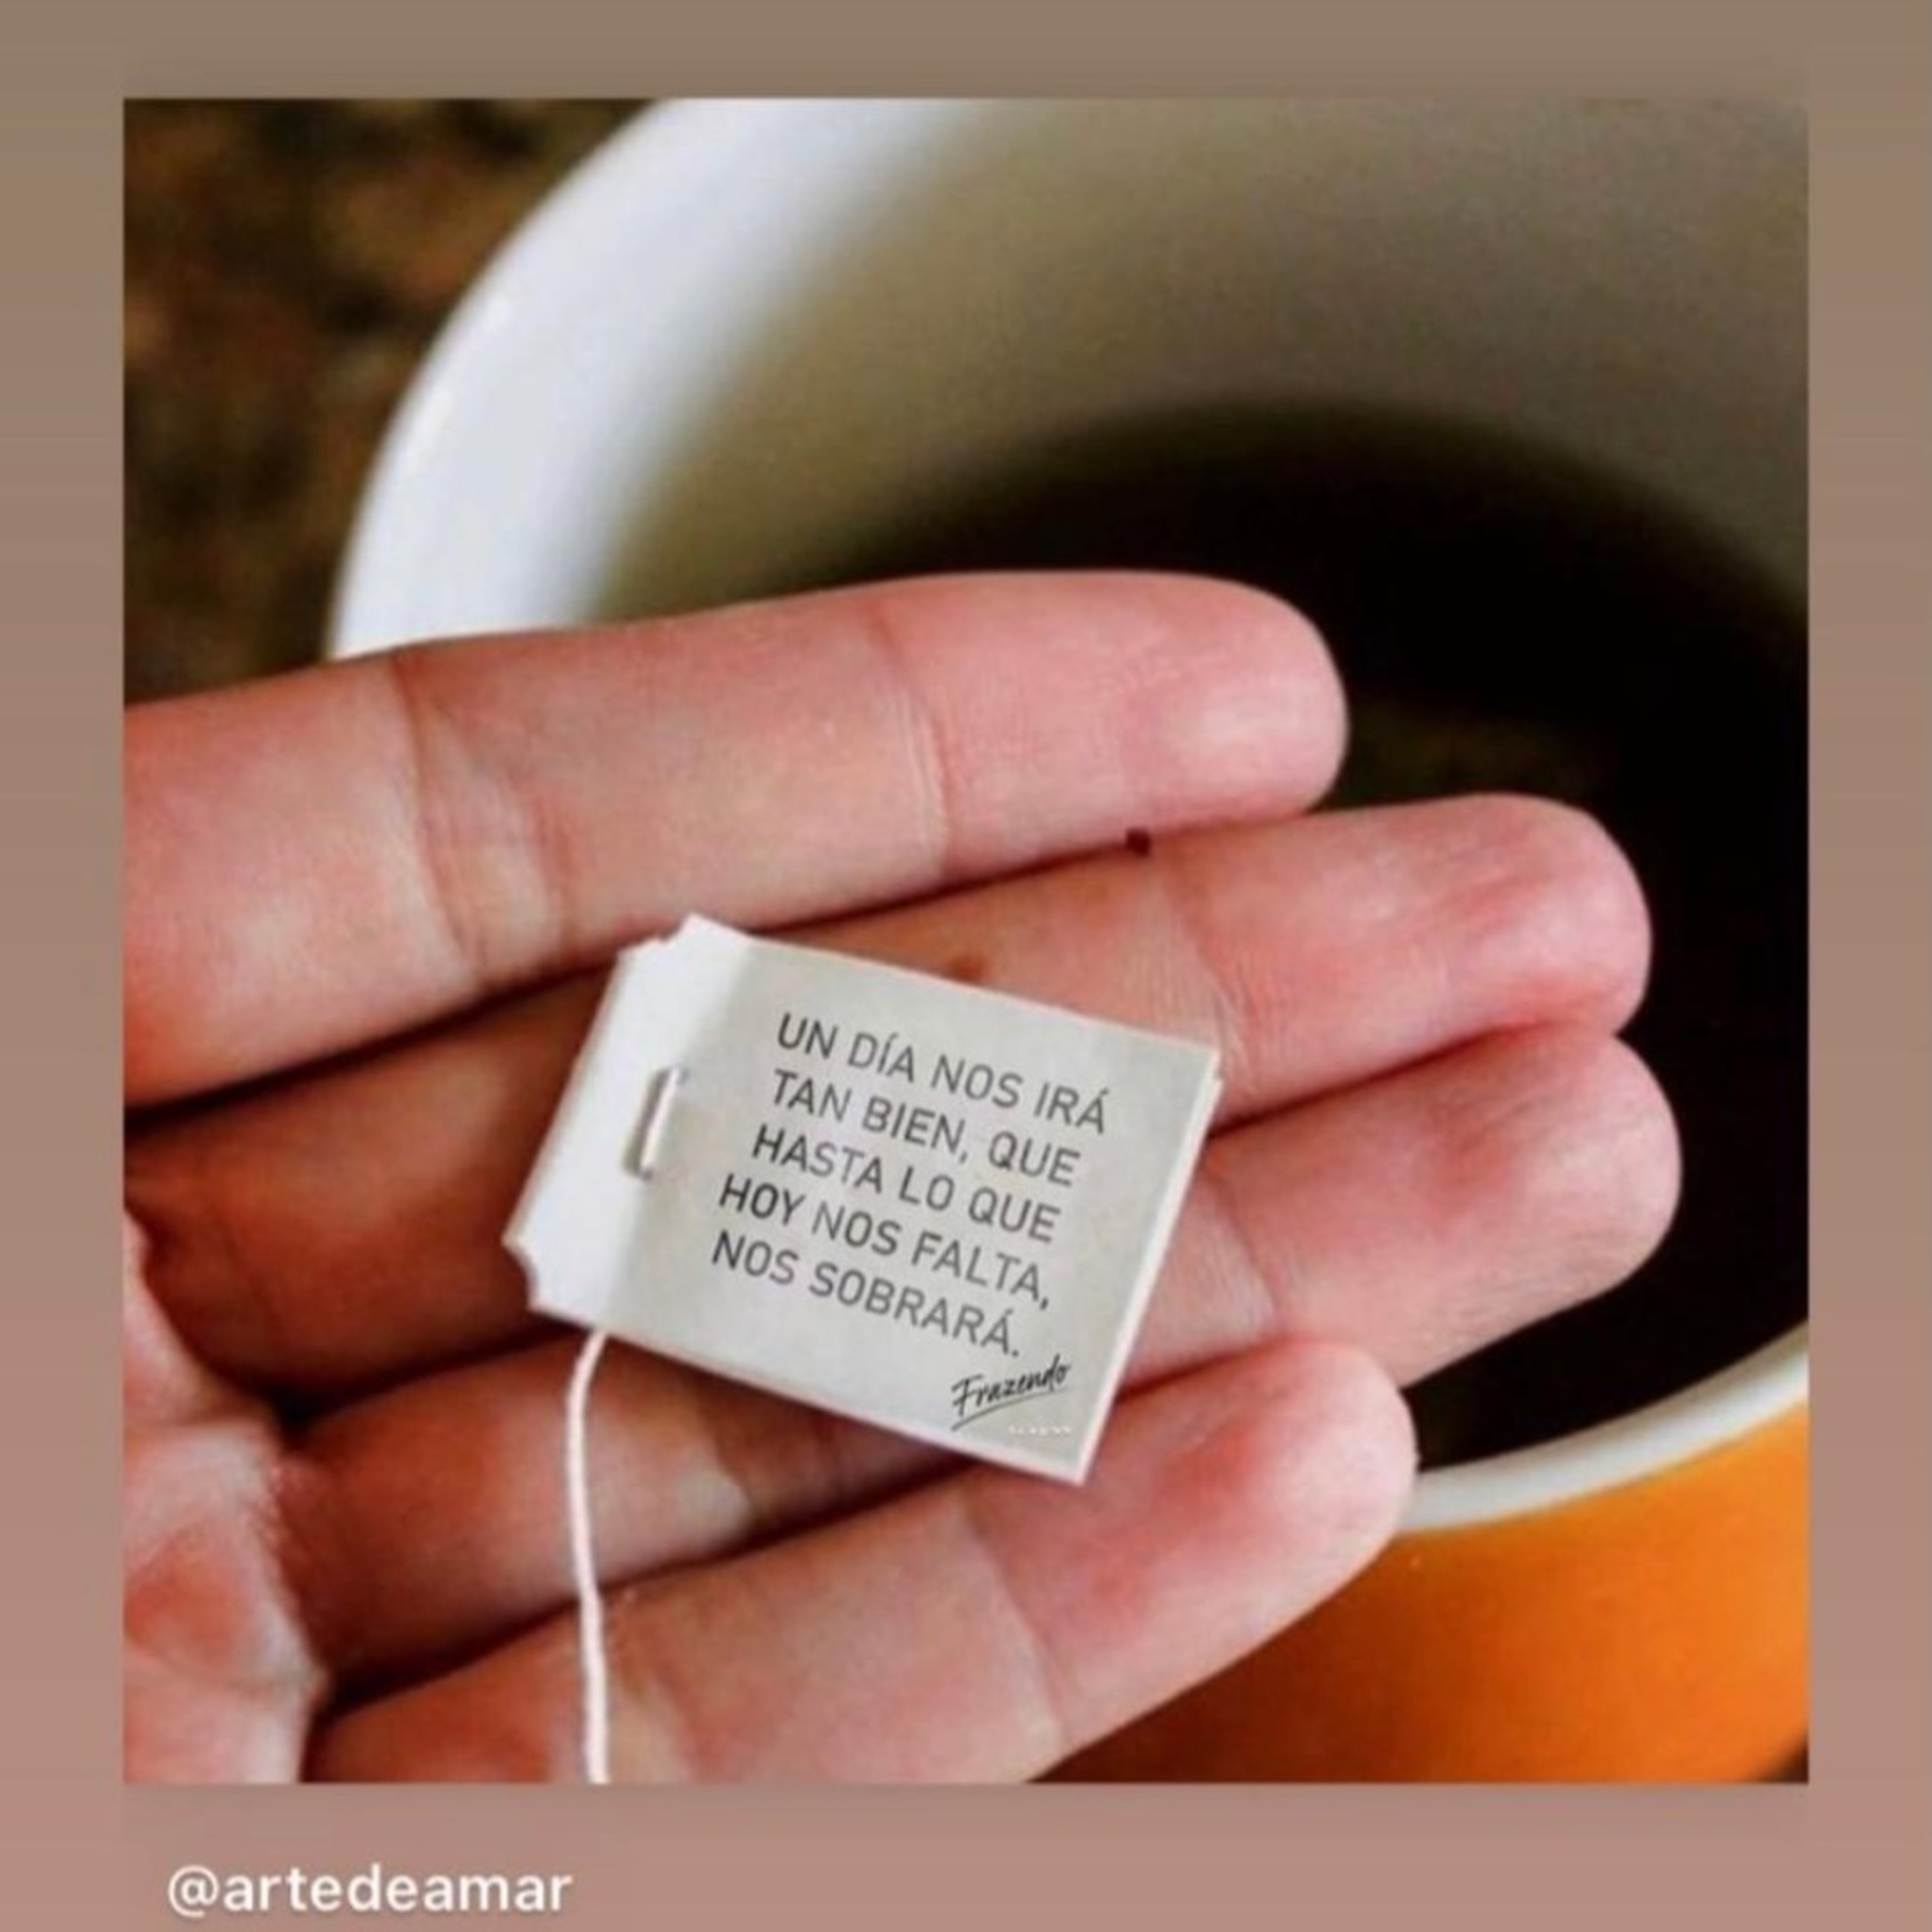 UN DÍA NOS IRÁ
TAN BIEN, QUE
HASTA LO QUE
HOY NOS FALTA,
NOS SOBRARÁ.
Frazendo
@artedeamar